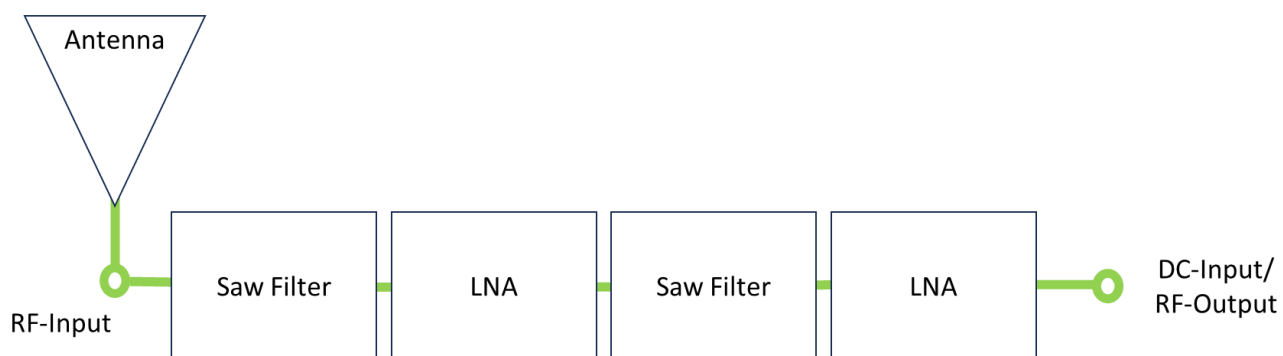 Antenna
RF-Input
Saw Filter
LNA
Saw Filter
LNA
DC-Input/
RF-Output